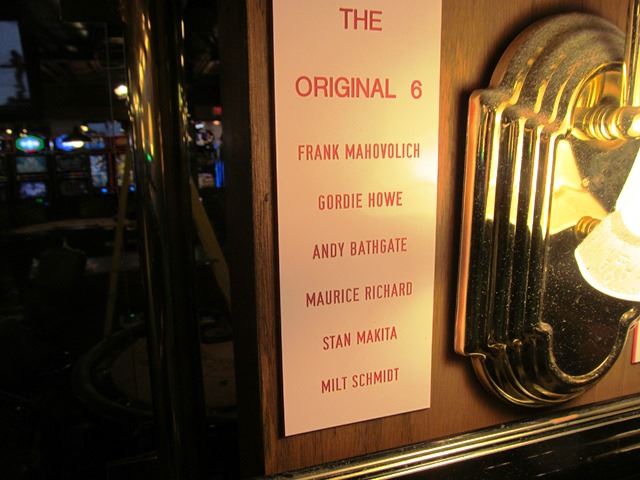 THE
ORIGINAL 6
FRANK MAHOVOLICH
GORDIE HOWE
ANDY BATHGATE
MAURICE RICHARD
STAN MAKITA
MILT SCHMIDT